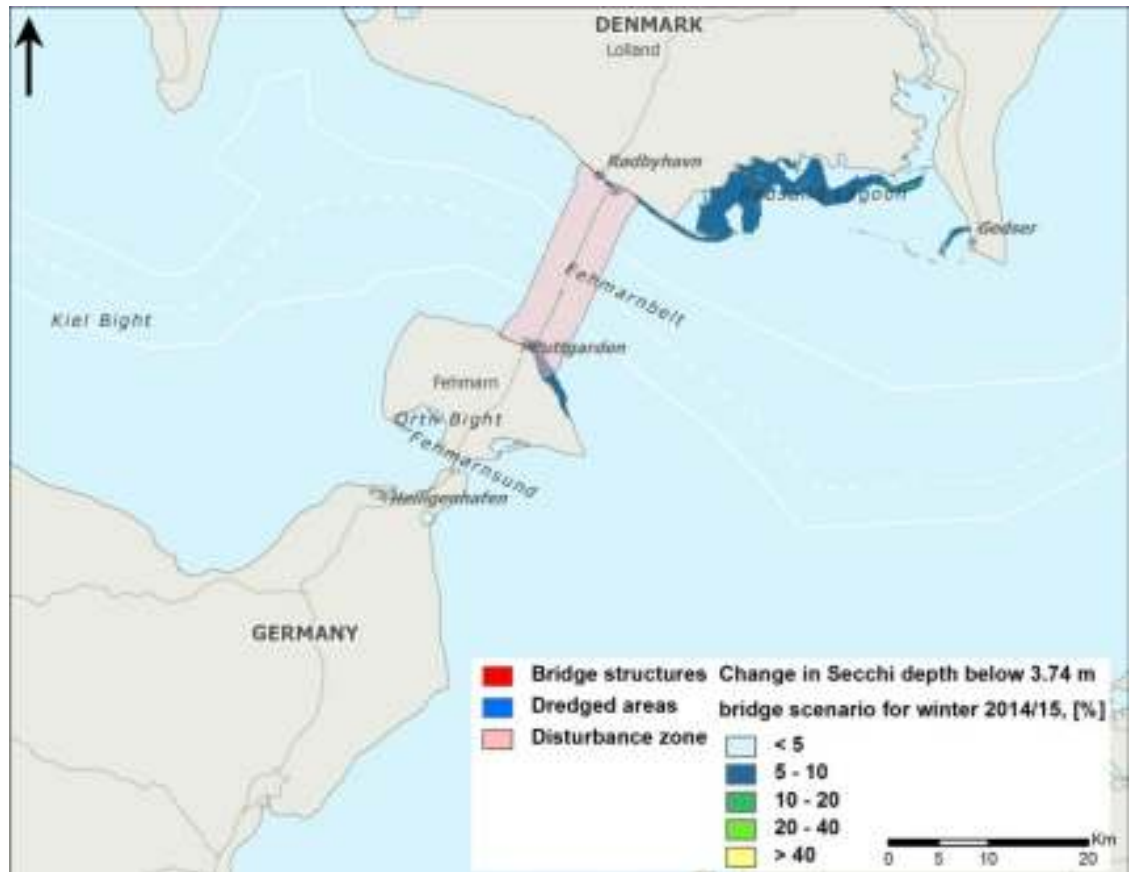 DENMARK
Lolland
Rødbyhavn
Lagoon
Gedser
Fehmarnbelt
Kiel Bight
Puttgarden
Fehmarn
Orth Bight
Fehmarnsund
Heiligenhafen
GERMANY
Bridge structures
Dredged areas
Disturbance zone
Change in Secchi depth below 3.74 m
bridge scenario for winter 2014/15, [%]
< 5
5 - 10
10 - 20
20 - 40
> 40
Km
0 5 10 20